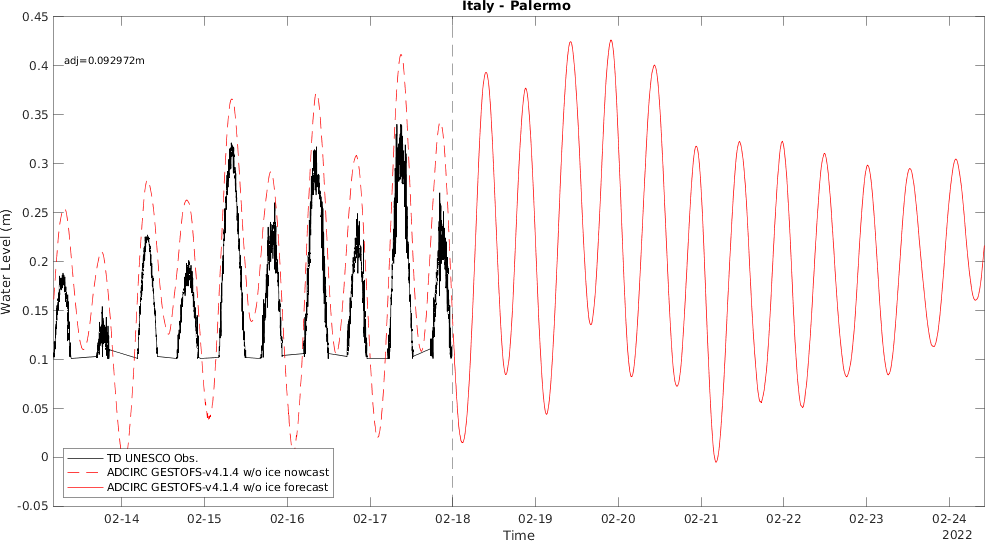 Italy - Palermo
adj=0.092972m
0.45
0.4
0.35
0.3
0.25
0.2
0.15
0.1
0.05
0
-0.05
Water Level (m)
TD UNESCO Obs.
ADCIRC GESTOFS-v4.1.4 w/o ice nowcast
ADCIRC GESTOFS-v4.1.4 w/o ice forecast
02-14 02-15 02-16 02-17 02-18 02-19 02-20 02-21 02-22 02-23 02-24
2022
Time